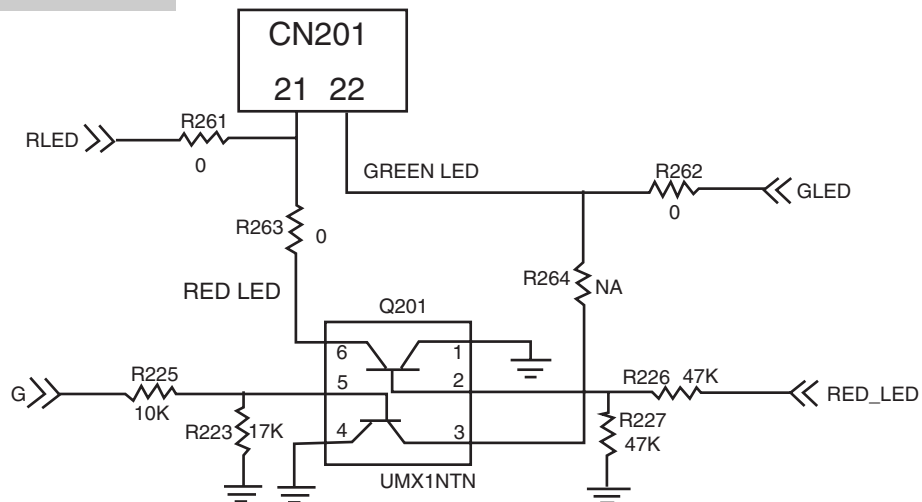 CN201
21 22
RLED
R261
0
GREEN LED
R262
0
GLED
R263
0
RED LED
R264
NA
Q201
6
1
5
2
4
3
G
R225
10K
R223
17K
R226
47K
R227
47K
RED_LED
UMX1NTN